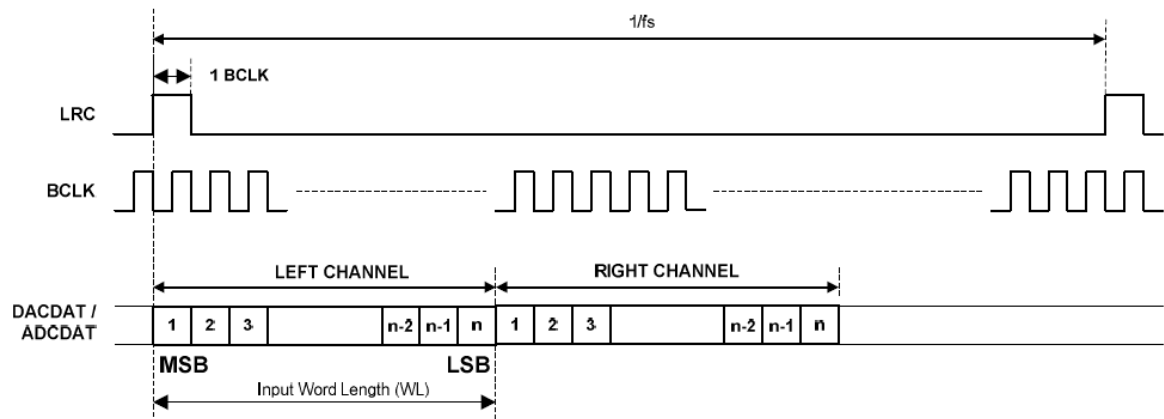 1/fs
1 BCLK
LRC
BCLK
LEFT CHANNEL RIGHT CHANNEL
DACDAT /
ADCDAT
1 2 3 n-2 n-1 n 1 2 3 n-2 n-1 n
MSB LSB
Input Word Length (WL)